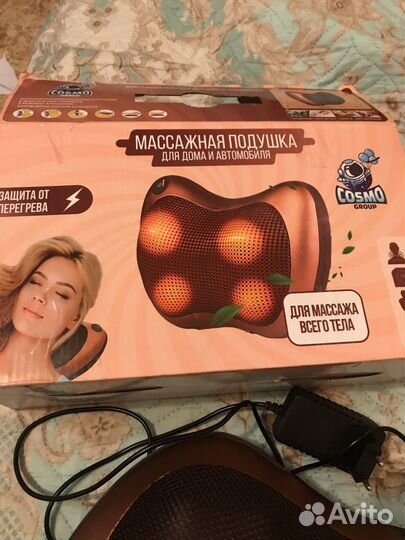 COSMO
МАССАЖНАЯ ПОДУШКА
ДЛЯ ДОМА И АВТОМОБИЛЯ
COSMO
GROUP
ЗАЩИТА ОТ
ПЕРЕГРЕВА
ДЛЯ МАССАЖА
ВСЕГО ТЕЛА
Avito